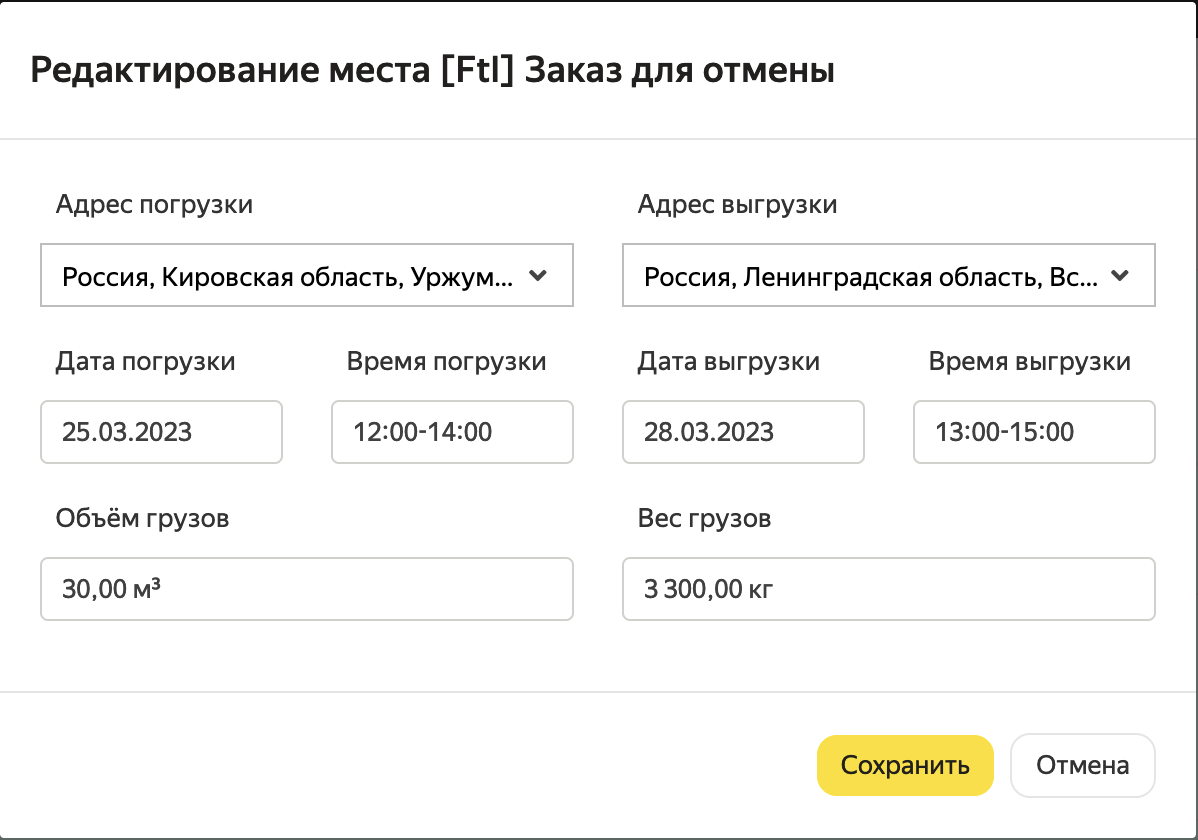 Редактирование места [Ftl] Заказ для отмены
Адрес погрузки
Адрес выгрузки
Россия, Кировская область, Уржум...
Россия, Ленинградская область, Вс...
Дата погрузки
Время погрузки
Дата выгрузки
Время выгрузки
25.03.2023
12:00-14:00
28.03.2023
13:00-15:00
Объём грузов
Вес грузов
30,00 м³
3 300,00 кг
Сохранить
Отмена